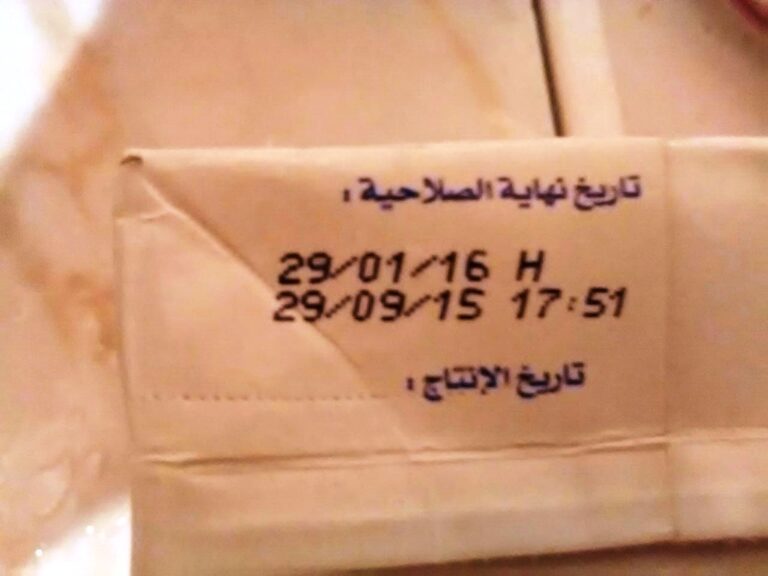 تاريخ نهاية الصلاحية :
29/01/16 H
29/09/15 17:51
تاريخ الإنتاج :